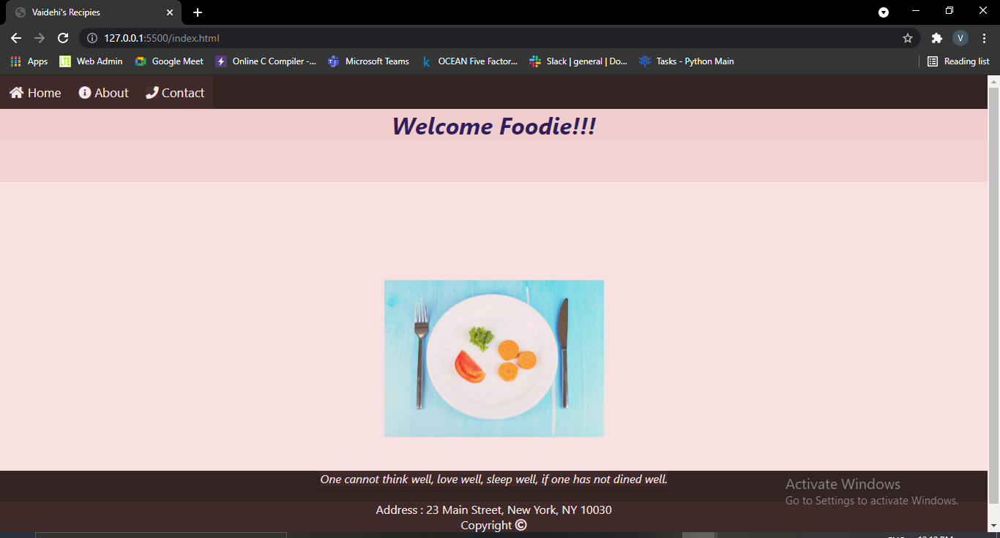 Vaidehi's Recipies
127.0.0.1:5500/index.html
V
Apps LTE Web Admin Google Meet Online C Compiler -... Microsoft Teams k OCEAN Five Factor... Slack | general | Do... Tasks - Python Main Reading list
Home About Contact
Welcome Foodie!!!
One cannot think well, love well, sleep well, if one has not dined well.
Activate Windows
Go to Settings to activate Windows.
Address : 23 Main Street, New York, NY 10030
Copyright ©